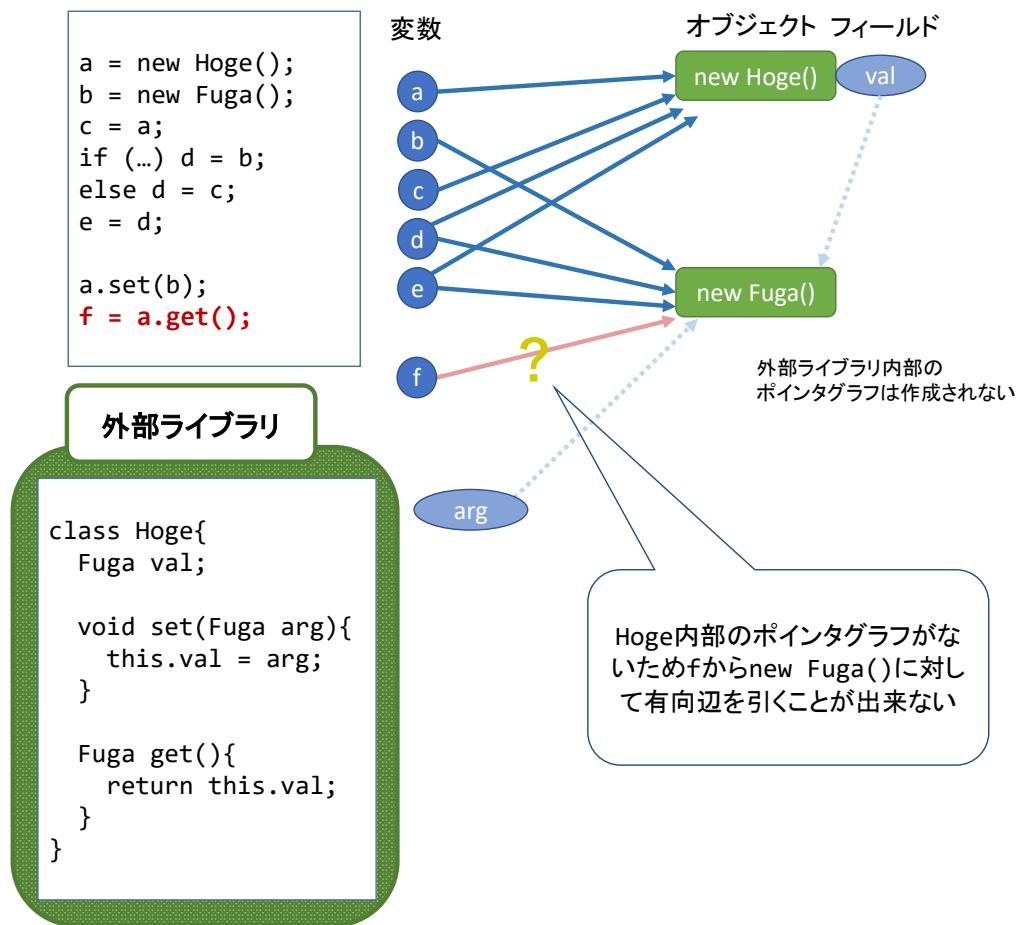 a = new Hoge();
b = new Fuga();
c = a;
if (…) d = b;
else d = c;
e = d;
a.set(b);
f = a.get();
変数
オブジェクト フィールド
a
new Hoge()
val
b
c
d
e
new Fuga()
f
?
外部ライブラリ内部の
ポインタグラフは作成されない
arg
外部ライブラリ
class Hoge{
Fuga val;
void set(Fuga arg){
this.val = arg;
}
Fuga get(){
return this.val;
}
}
Hoge内部のポインタグラフがな
いためfからnew Fuga()に対し
て有向辺を引くことが出来ない